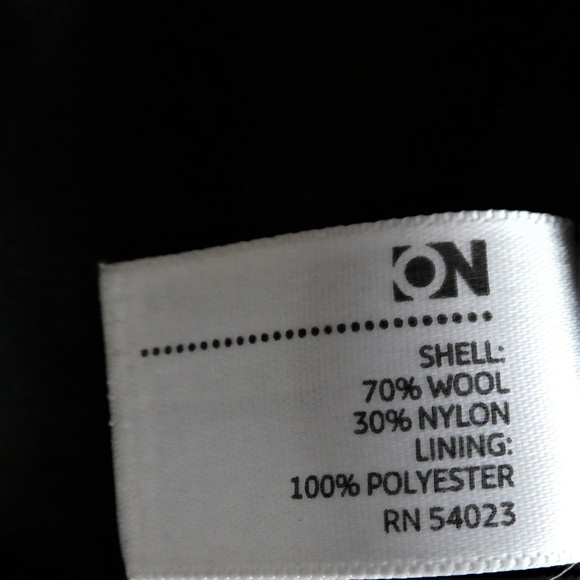 ON
SHELL:
70% WOOL
30% NYLON
LINING:
100% POLYESTER
RN 54023